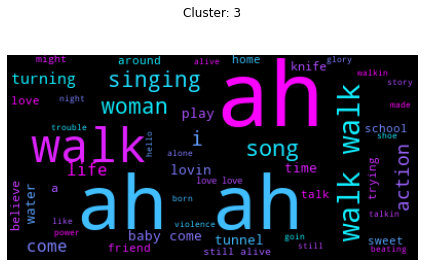 Cluster: 3
might around alive home glory walkin
turning singing ah knife story
love night woman play made
trouble hello i school shoe
walk song walk walk
life alone lovin time trying action
believe water a ah love love ah talk
like born violence talkin
power baby come tunnel goin sweet
come friend still alive still beating